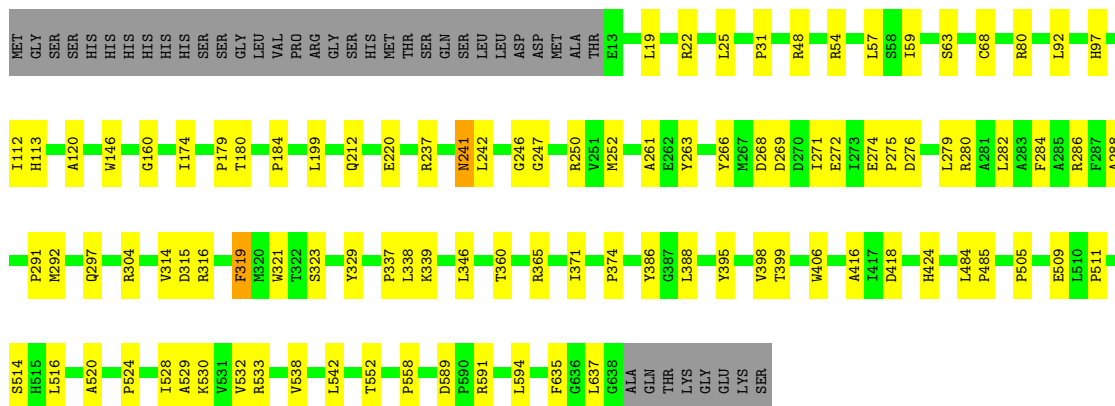 MET GLY SER SER HIS HIS HIS HIS HIS HIS SER SER GLY LEU VAL PRO ARG GLY SER HIS MET THR SER GLN SER LEU LEU ASP ASP MET ALA THR E13 L19 R22 L25 P31 R48 R54 L57 S58 I59 S63 C68 R80 L92 H97
I112 H113 A120 W146 G160 I174 P179 T180 P184 L199 Q212 E220 R237 N241 L242 G246 G247 R250 V251 M252 A261 E262 Y263 Y266 M267 D268 D269 D270 I271 E272 I273 E274 P275 D276 L279 R280 A281 L282 A283 F284 A285 R286 F287 A288
P291 M292 Q297 R304 V314 D315 R316 F319 M320 W321 T322 S323 Y329 P337 L338 K339 L346 T360 R365 I371 P374 Y386 G387 L388 Y395 V398 T399 W406 A416 I417 D418 H424 L484 P485 P505 E509 L510 P511
S514 H515 L516 A520 P524 I528 A529 K530 V531 V532 R533 V538 L542 T552 P558 D589 P590 R591 L594 F635 G636 L637 G638 ALA GLN THR LYS GLY GLU LYS SER